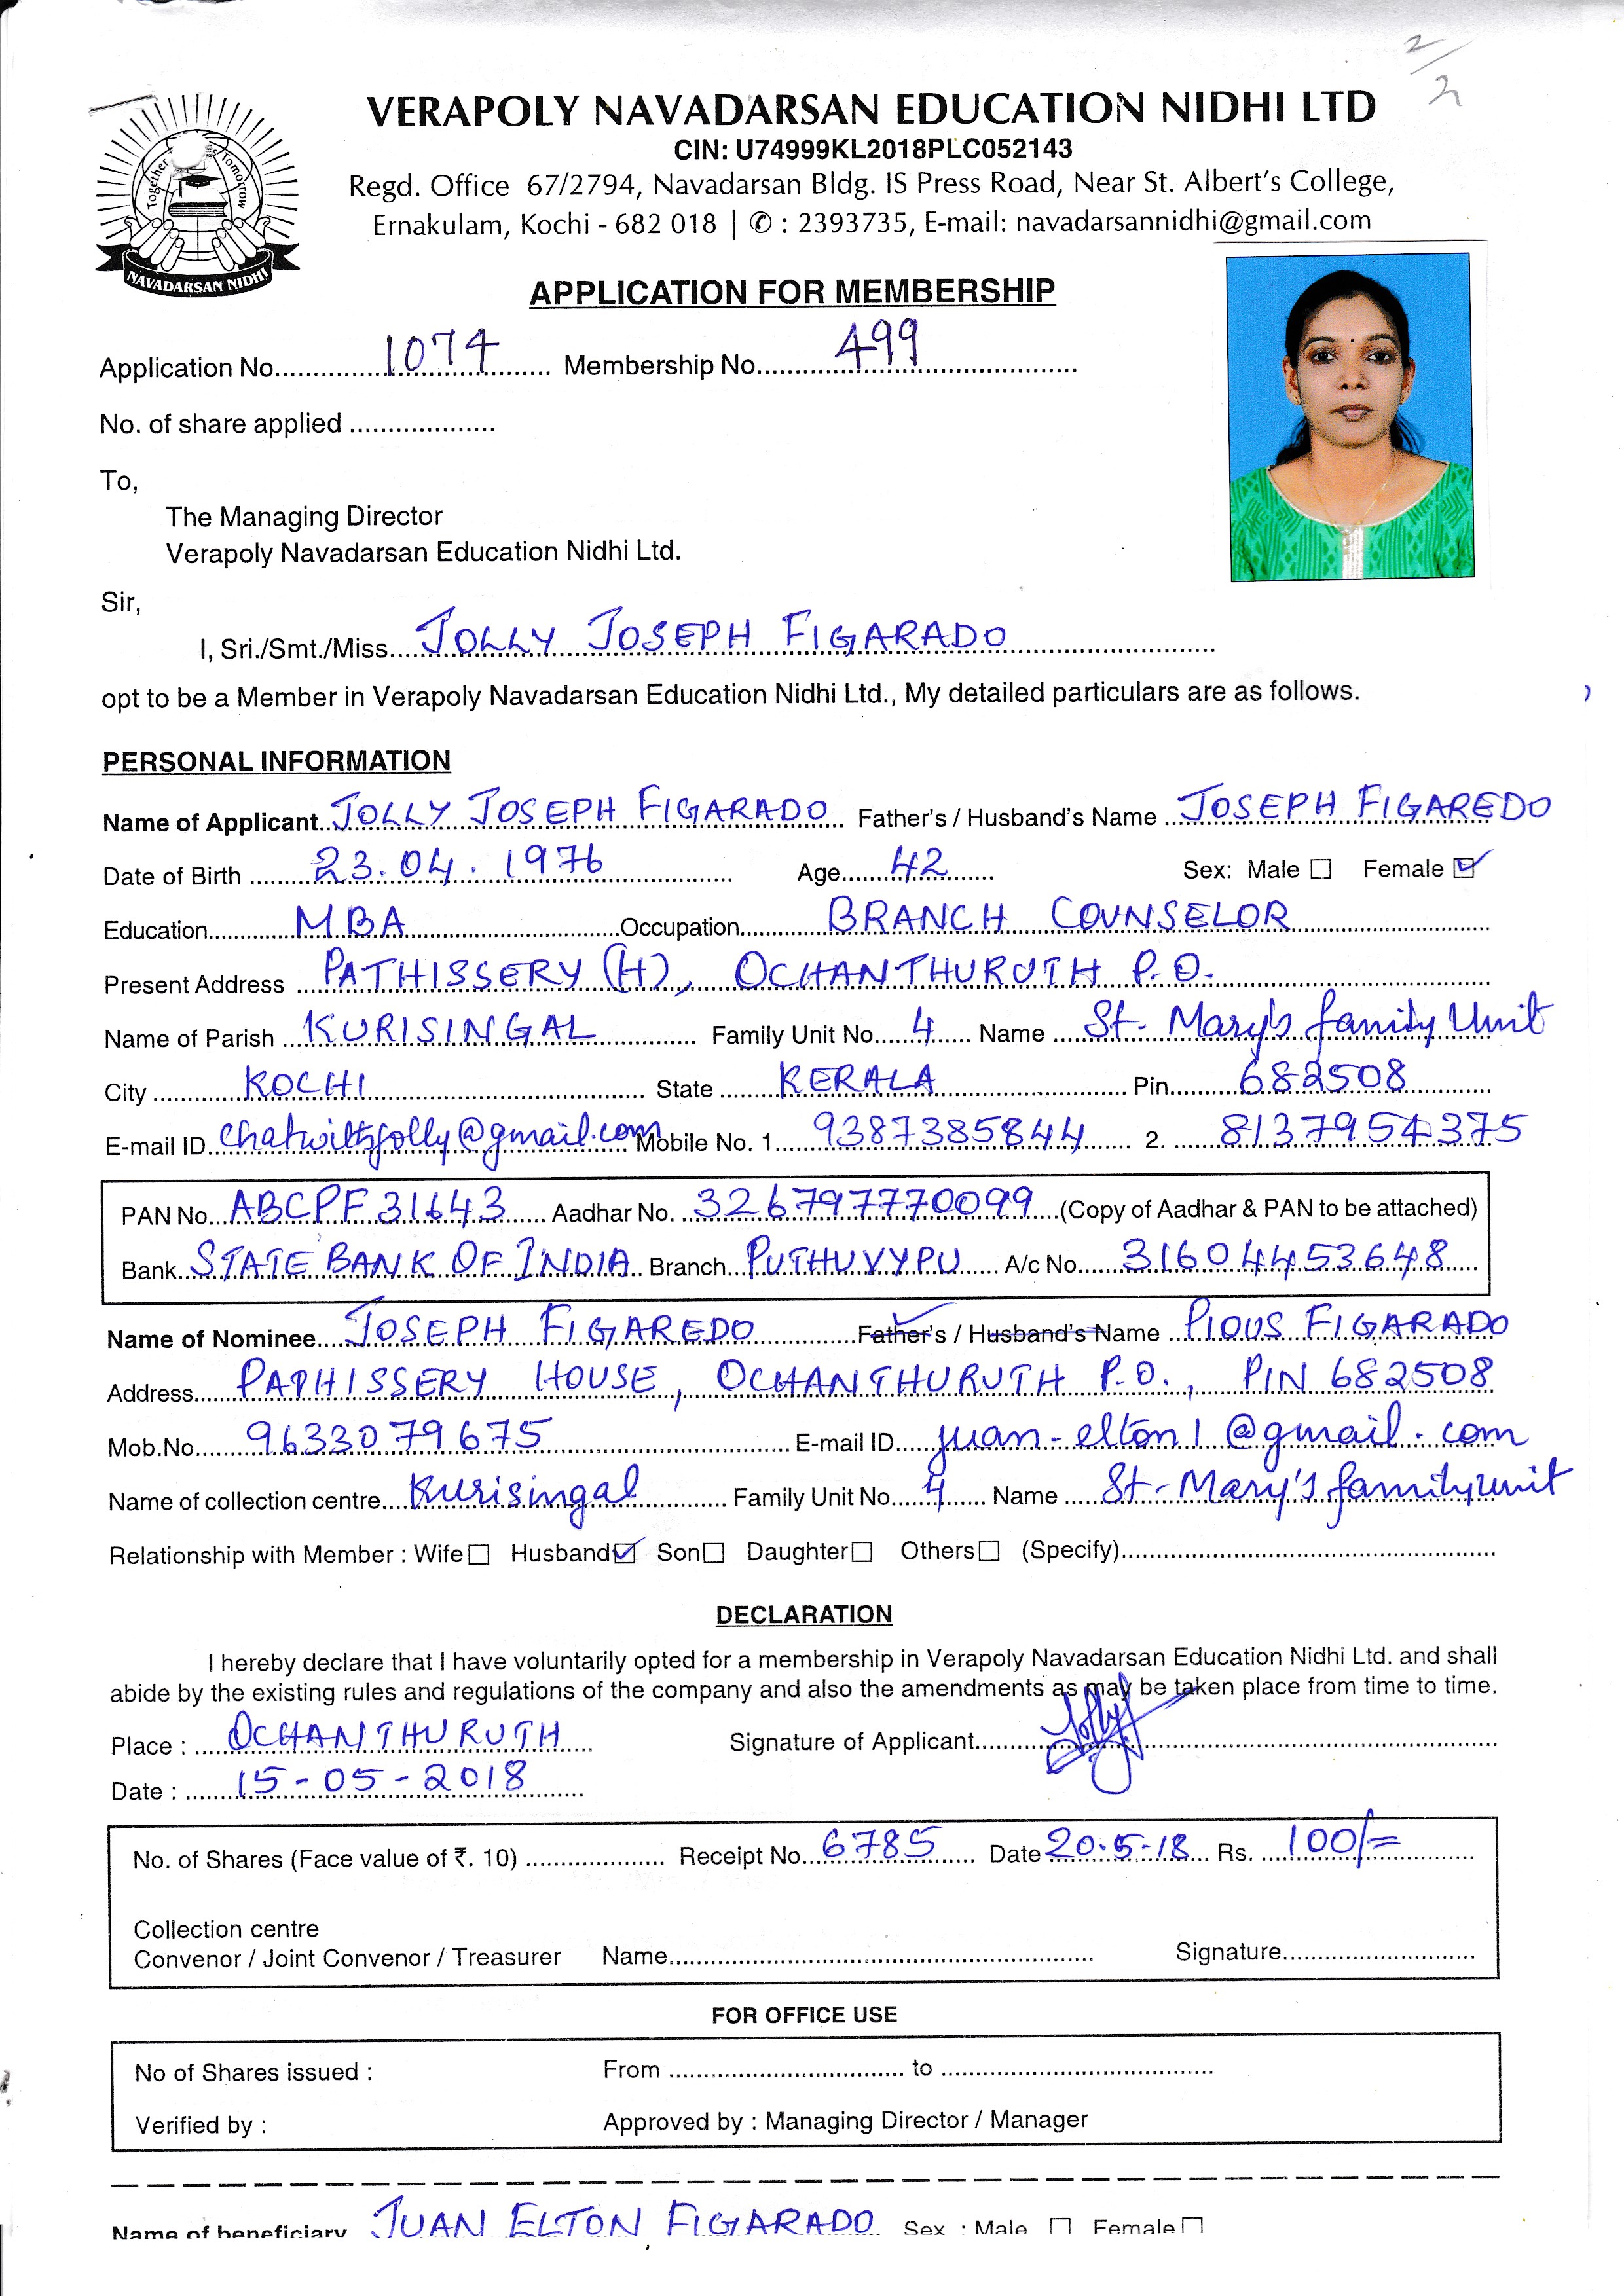 2/2
VERAPOLY NAVADARSAN EDUCATION NIDHI LTD
CIN: U74999KL2018PLC052143
Regd. Office 67/2794, Navadarsan Bldg. IS Press Road, Near St. Albert's College,
Ernakulam, Kochi - 682 018 | ✆ : 2393735, E-mail: navadarsannidhi@gmail.com
Together Tomorrow
NAVADARSAN NIDHI
APPLICATION FOR MEMBERSHIP
Application No. 1074 Membership No. 499
No. of share applied ...................
To,
The Managing Director
Verapoly Navadarsan Education Nidhi Ltd.
Sir,
I, Sri./Smt./Miss. JOLLY JOSEPH FIGARADO
opt to be a Member in Verapoly Navadarsan Education Nidhi Ltd., My detailed particulars are as follows.
PERSONAL INFORMATION
Name of Applicant JOLLY JOSEPH FIGARADO Father's / Husband's Name JOSEPH FIGAREDO
Date of Birth 23.04.1976 Age 42 Sex: Male ☐ Female ☑
Education MBA Occupation BRANCH COUNSELOR
Present Address PATHISSERY (H), OCHANTHURUTH P.O.
Name of Parish KURISINGAL Family Unit No. 4 Name St. Mary's family Unit
City KOCHI State KERALA Pin 682508
E-mail ID chatwithjolly@gmail.com Mobile No. 1 9387385844 2. 8137954375
PAN No. ABCPF31643 Aadhar No. 326797770099 (Copy of Aadhar & PAN to be attached)
Bank STATE BANK OF INDIA Branch PUTHUVYPU A/c No. 31604453648
Name of Nominee JOSEPH FIGAREDO Father's / Husband's Name PIOUS FIGARADO
Address PAPHISSERY HOUSE, OCHANTHURUTH P.O., PIN 682508
Mob.No. 9633079675 E-mail ID juan-elton1@gmail.com
Name of collection centre Kurisingal Family Unit No. 4 Name St. Mary's family unit
Relationship with Member : Wife ☐ Husband ☑ Son ☐ Daughter ☐ Others ☐ (Specify)
DECLARATION
I hereby declare that I have voluntarily opted for a membership in Verapoly Navadarsan Education Nidhi Ltd. and shall
abide by the existing rules and regulations of the company and also the amendments as may be taken place from time to time.
Place : OCHANTHURUTH Signature of Applicant Jolly
Date : 15-05-2018
No. of Shares (Face value of ₹. 10) Receipt No. 6785 Date 20.5.18 Rs. 100/=
Collection centre
Convenor / Joint Convenor / Treasurer Name Signature
FOR OFFICE USE
No of Shares issued : From to
Verified by : Approved by : Managing Director / Manager
Name of beneficiary JUAN ELTON FIGARADO Sex : Male ☐ Female ☐